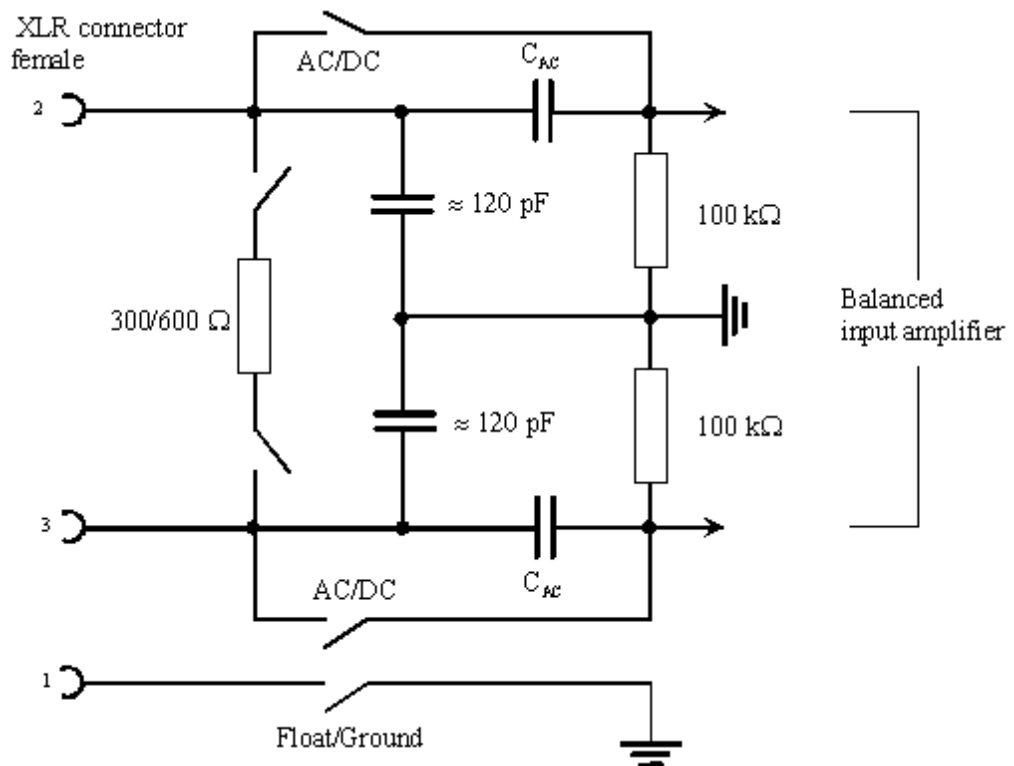 XLR connector
female
AC/DC
C_AC
2
≈ 120 pF
100 kΩ
300/600 Ω
Balanced
input amplifier
≈ 120 pF
100 kΩ
3
AC/DC
C_AC
1
Float/Ground